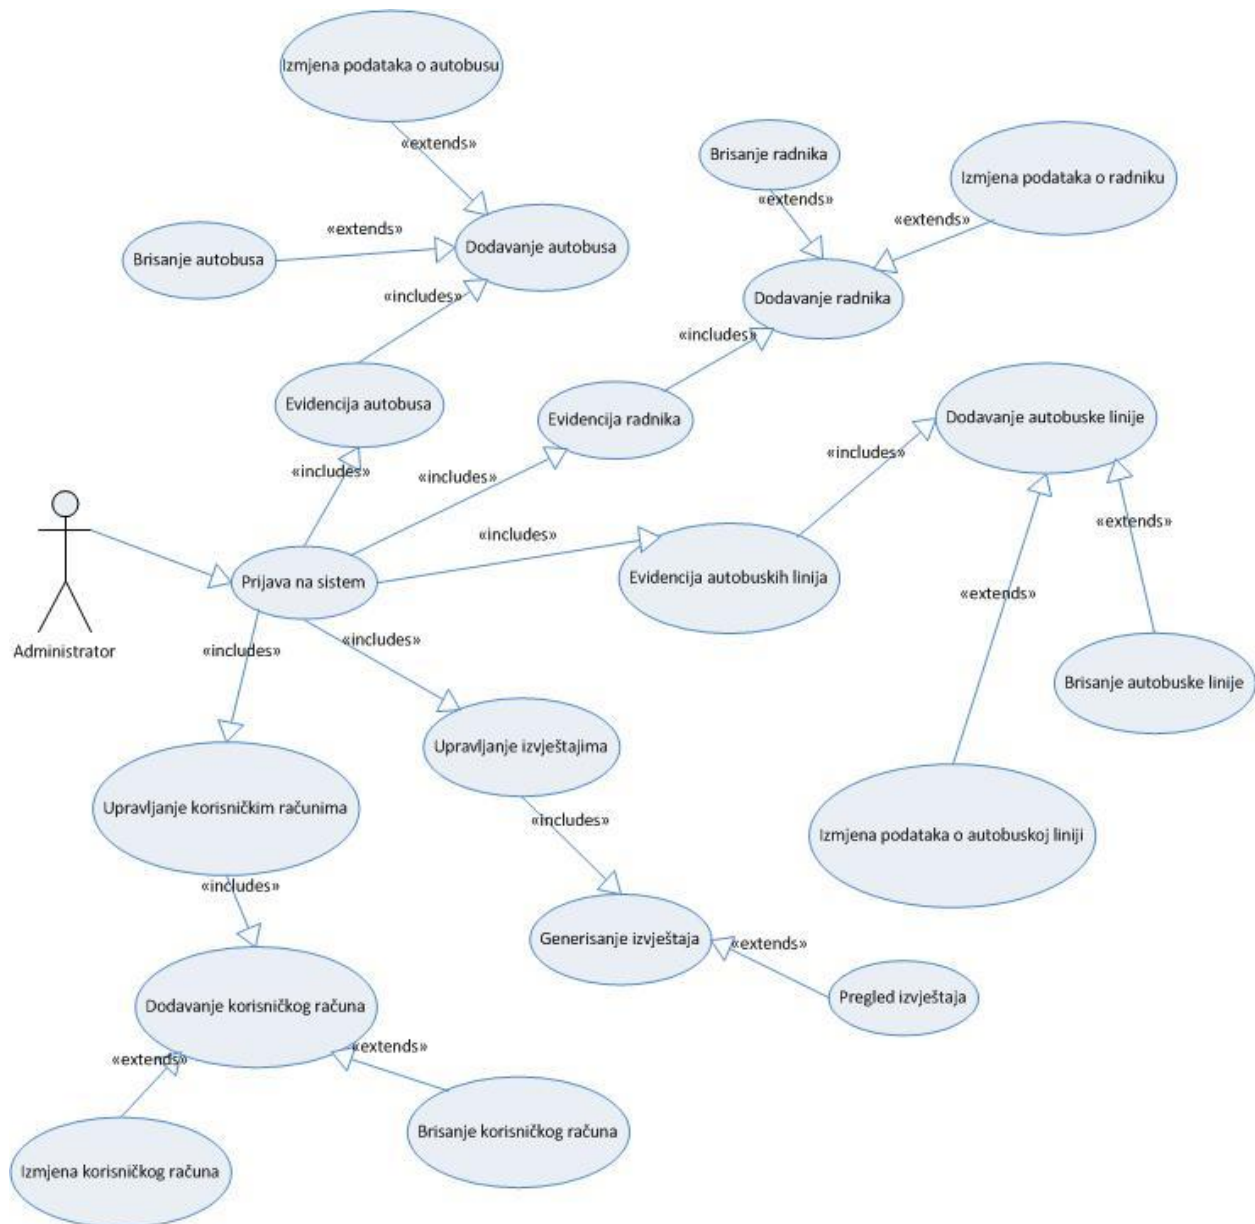 Izmjena podataka o autobusu
«extends»
Brisanje radnika
Izmjena podataka o radniku
«extends»
«extends»
«extends»
Brisanje autobusa
Dodavanje autobusa
«includes»
Dodavanje radnika
«includes»
Evidencija autobusa
Evidencija radnika
Dodavanje autobuske linije
«includes»
«includes»
«includes»
«includes»
«extends»
Prijava na sistem
Evidencija autobuskih linija
«extends»
Administrator
«includes»
«includes»
Brisanje autobuske linije
Upravljanje izvještajima
Upravljanje korisničkim računima
«includes»
Izmjena podataka o autobuskoj liniji
«includes»
Generisanje izvještaja
«extends»
Pregled izvještaja
Dodavanje korisničkog računa
«extends»
«extends»
Brisanje korisničkog računa
Izmjena korisničkog računa